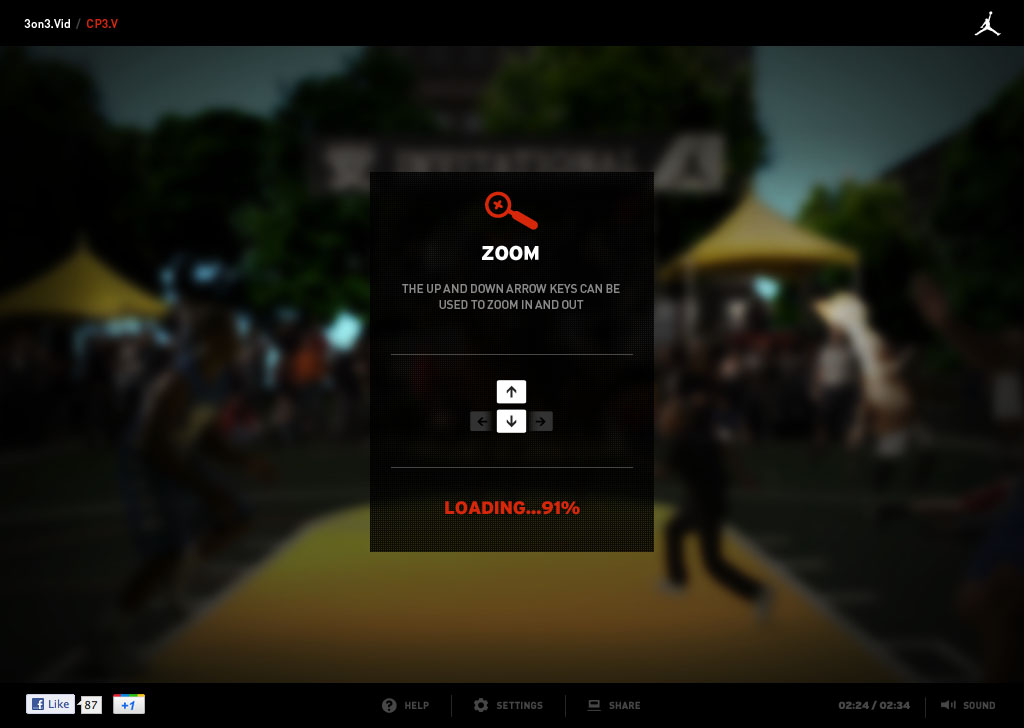 3on3.Vid / CP3.V
INVITATIONAL
ZOOM
THE UP AND DOWN ARROW KEYS CAN BE
USED TO ZOOM IN AND OUT
LOADING...91%
Like 87 +1 HELP SETTINGS SHARE 02:24 / 02:34 SOUND